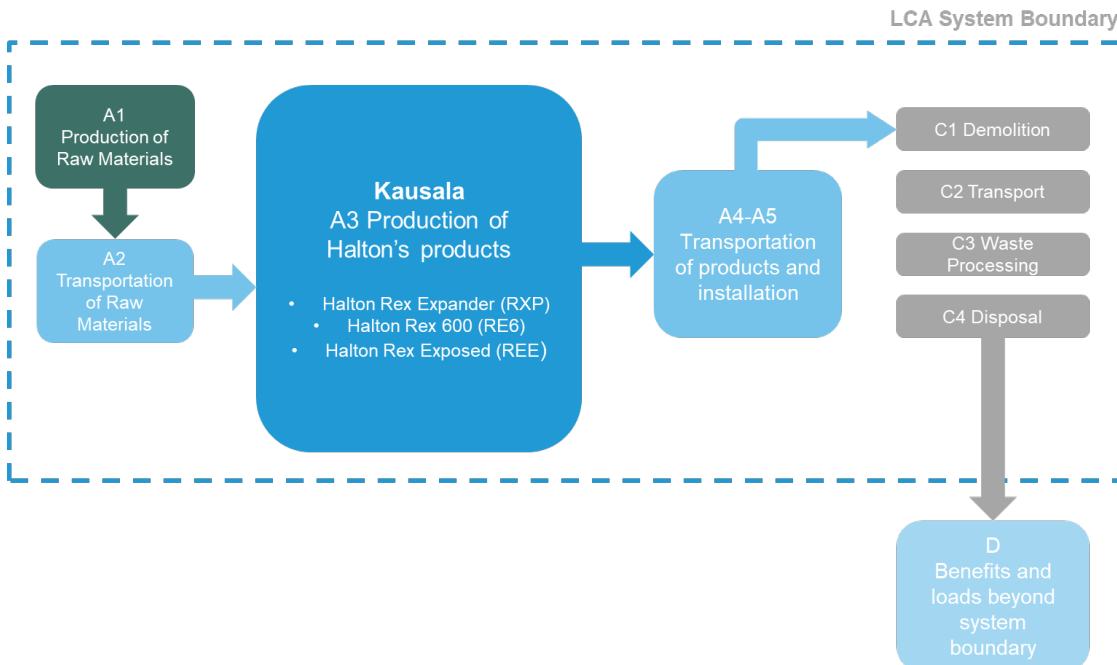 LCA System Boundary
A1
Production of
Raw Materials
A2
Transportation
of Raw
Materials
Kausala
A3 Production of
Halton's products
• Halton Rex Expander (RXP)
• Halton Rex 600 (RE6)
• Halton Rex Exposed (REE)
A4-A5
Transportation
of products and
installation
C1 Demolition
C2 Transport
C3 Waste
Processing
C4 Disposal
D
Benefits and
loads beyond
system
boundary